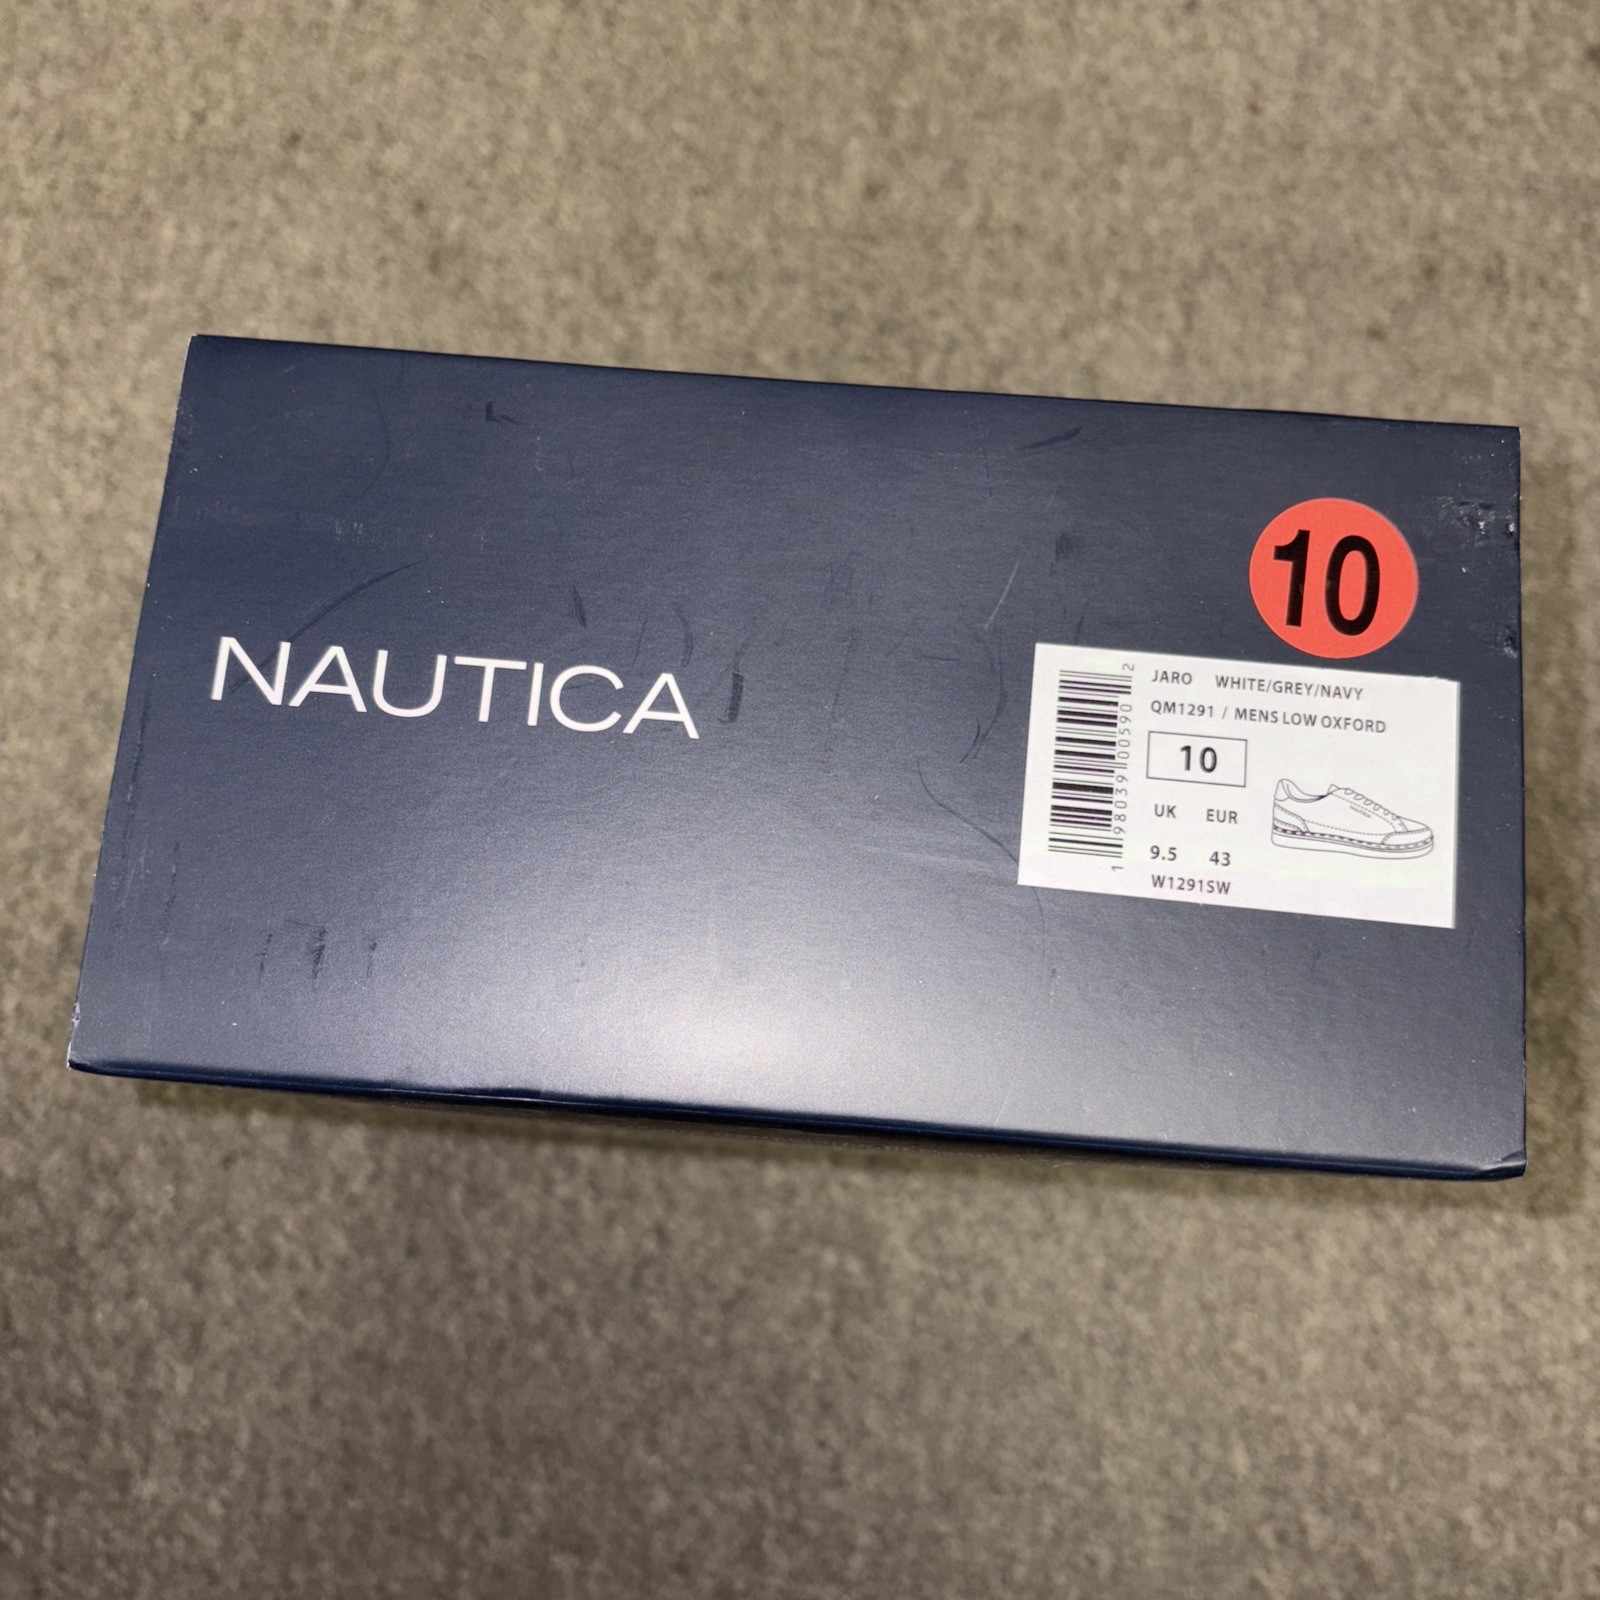 NAUTICA
10
JARO WHITE/GREY/NAVY
QM1291 / MENS LOW OXFORD
10
UK EUR
9.5 43
W1291SW
1 98039 00590 2